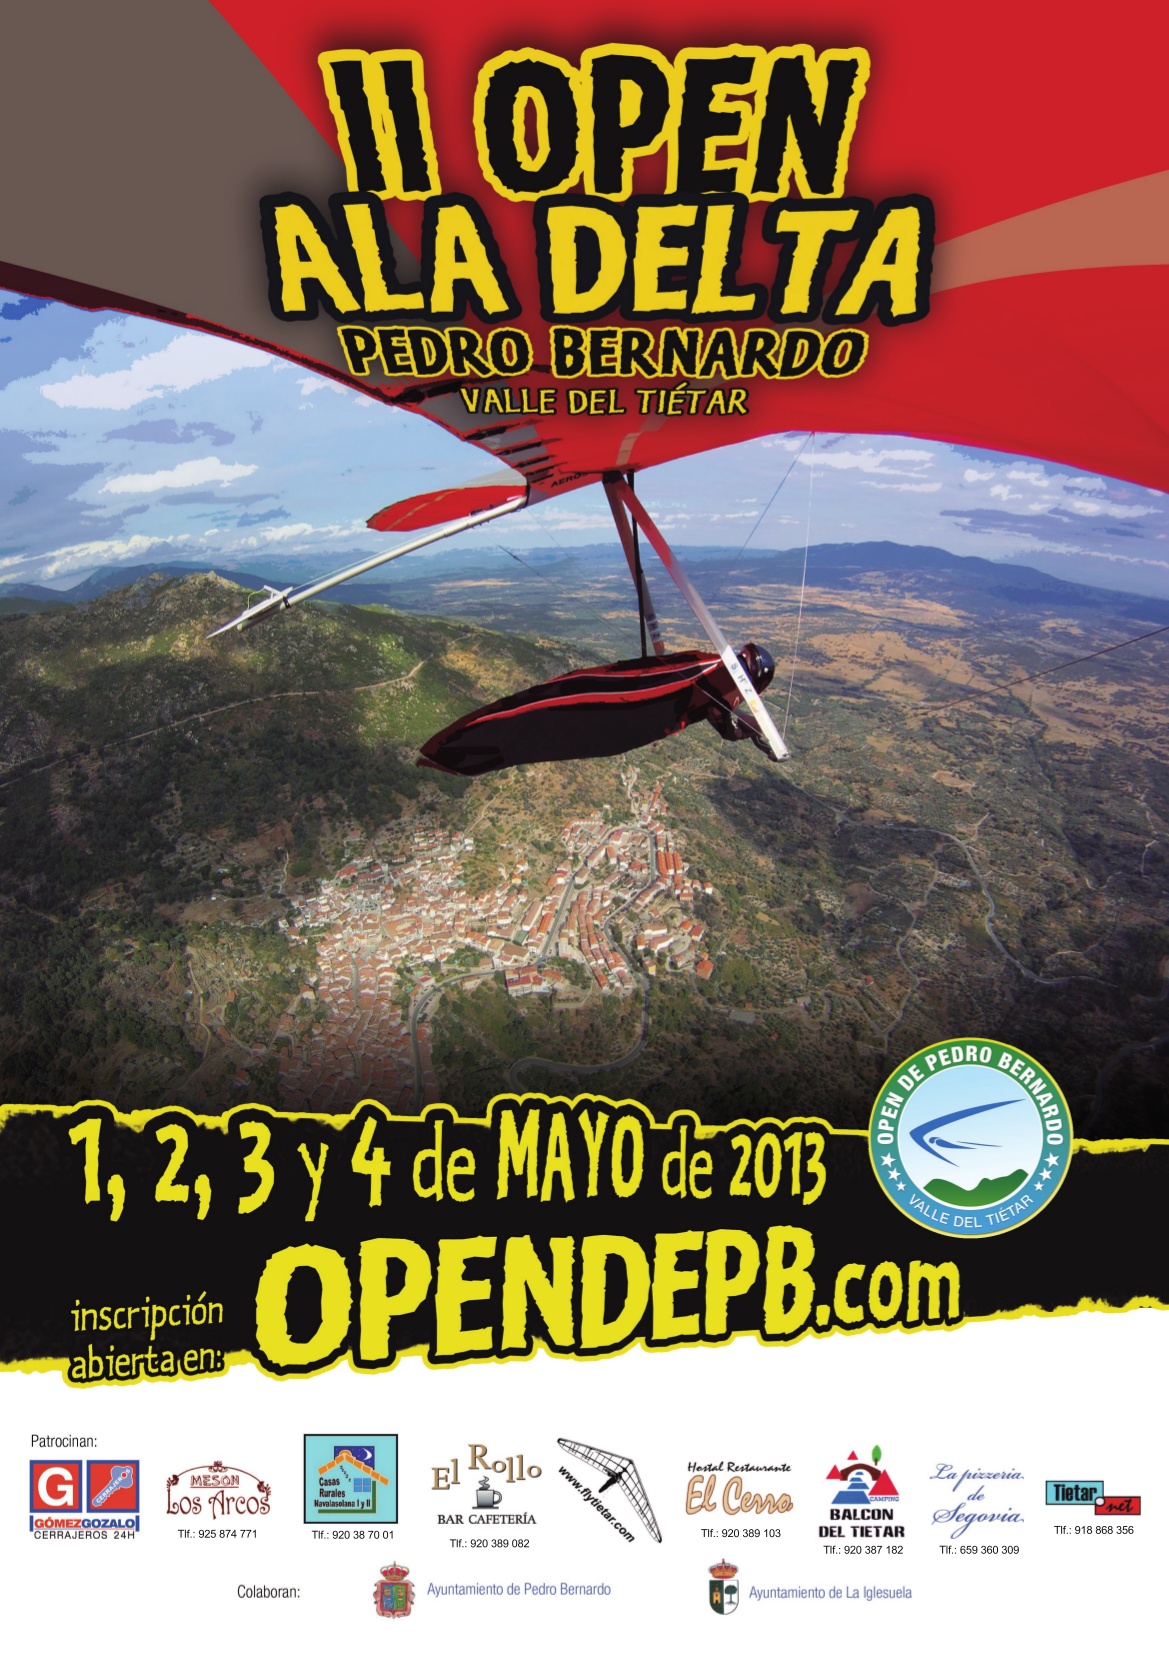 II OPEN
ALA DELTA
PEDRO BERNARDO
VALLE DEL TIÉTAR
OPEN DE PEDRO BERNARDO
VALLE DEL TIÉTAR
1, 2, 3 y 4 de MAYO de 2013
inscripción
abierta en:
OPENDEPB.com
Patrocinan:
G
CERRAJERO
GÓMEZGOZALO
CERRAJEROS 24H
MESON
LOS ARCOS
Tlf.: 925 874 771
Casas
Rurales
Navalasolana I y II
Tlf.: 920 38 70 01
El Rollo
BAR CAFETERÍA
Tlf.: 920 389 082
www.flytietar.com
Hostal Restaurante
El Cerro
Tlf.: 920 389 103
CAMPING
BALCON
DEL TIETAR
Tlf.: 920 387 182
La pizzeria
de
Segovia
Tlf.: 659 360 309
Tietar.net
Tlf.: 918 868 356
Colaboran:
Ayuntamiento de Pedro Bernardo
Ayuntamiento de La Iglesuela